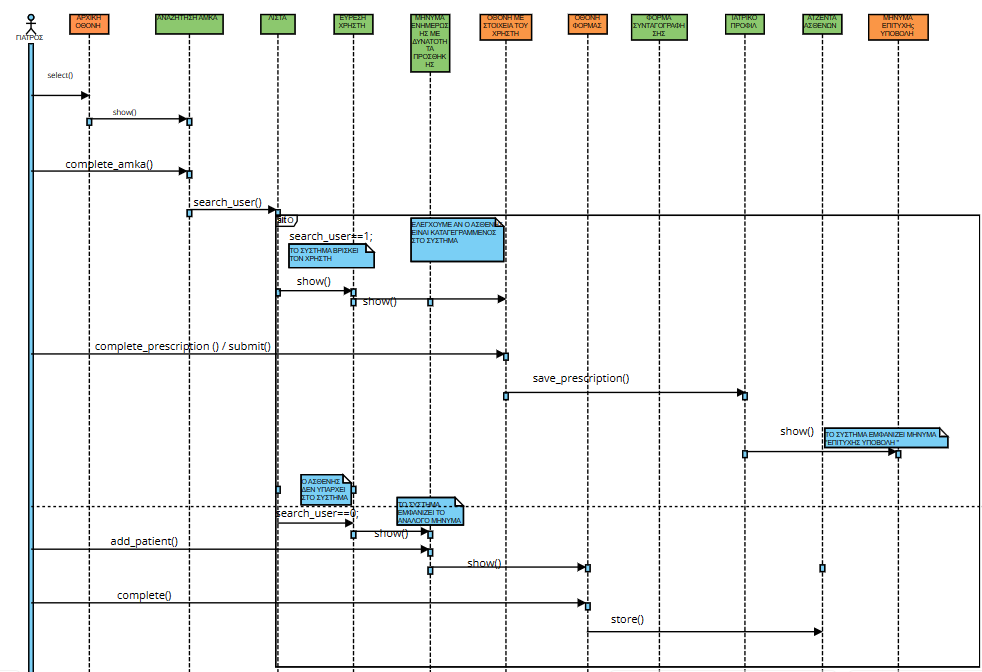 ΓΙΑΤΡΟΣ
ΑΡΧΙΚΗ
ΟΘΟΝΗ
ΑΝΑΖΗΤΗΣΗ ΑΜΚΑ
ΛΙΣΤΑ
ΕΥΡΕΣΗ
ΧΡΗΣΤΗ
ΜΗΝΥΜΑ
ΕΝΗΜΕΡΩΣ
ΗΣ ΜΕ
ΔΥΝΑΤΟΤΗ
ΤΑ
ΠΡΟΣΘΗΚ
ΗΣ
ΟΘΟΝΗ ΜΕ
ΣΤΟΙΧΕΙΑ ΤΟΥ
ΧΡΗΣΤΗ
ΟΘΟΝΗ
ΦΟΡΜΑΣ
ΦΟΡΜΑ
ΣΥΝΤΑΓΟΓΡΑΦΗ
ΣΗΣ
ΙΑΤΡΙΚΟ
ΠΡΟΦΙΛ
ΑΤΖΕΝΤΑ
ΑΣΘΕΝΩΝ
ΜΗΝΥΜΑ
ΕΠΙΤΥΧΗς
ΥΠΟΒΟΛΗ
select()
show()
complete_amka()
search_user()
alt()
search_user==1;
ΤΟ ΣΥΣΤΗΜΑ ΒΡΙΣΚΕΙ
ΤΟΝ ΧΡΗΣΤΗ
ΕΛΕΓΧΟΥΜΕ ΑΝ Ο ΑΣΘΕΝΗΣ
ΕΙΝΑΙ ΚΑΤΑΓΕΓΡΑΜΜΕΝΟΣ
ΣΤΟ ΣΥΣΤΗΜΑ
show()
show()
complete_prescription () / submit()
save_prescription()
show()
ΤΟ ΣΥΣΤΗΜΑ ΕΜΦΑΝΙΖΕΙ ΜΗΝΥΜΑ
"ΕΠΙΤΥΧΗΣ ΥΠΟΒΟΛΗ "
Ο ΑΣΘΕΝΗΣ
ΔΕΝ ΥΠΑΡΧΕΙ
ΣΤΟ ΣΥΣΤΗΜΑ
search_user==0;
ΤΟ ΣΥΣΤΗΜΑ
ΕΜΦΑΝΙΖΕΙ ΤΟ
ΑΝΑΛΟΓΟ ΜΗΝΥΜΑ
show()
add_patient()
show()
complete()
store()